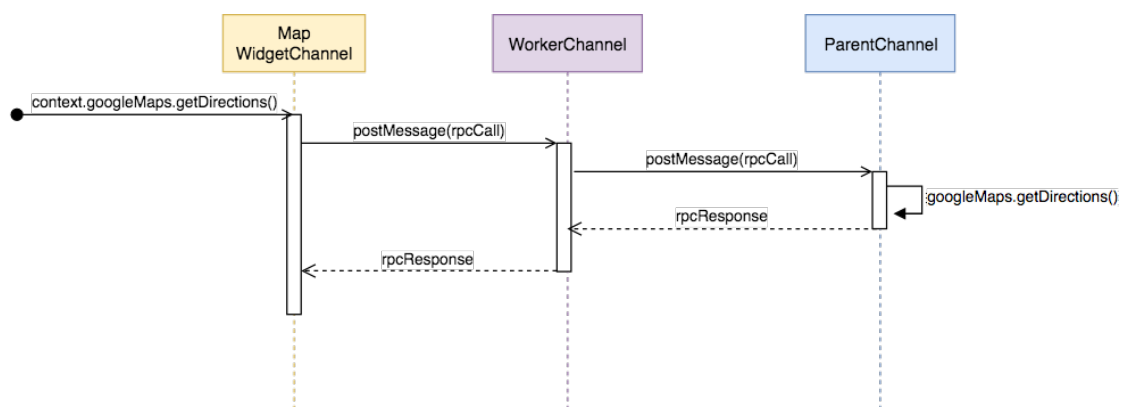 Map
WidgetChannel
WorkerChannel
ParentChannel
context.googleMaps.getDirections()
postMessage(rpcCall)
postMessage(rpcCall)
googleMaps.getDirections()
rpcResponse
rpcResponse